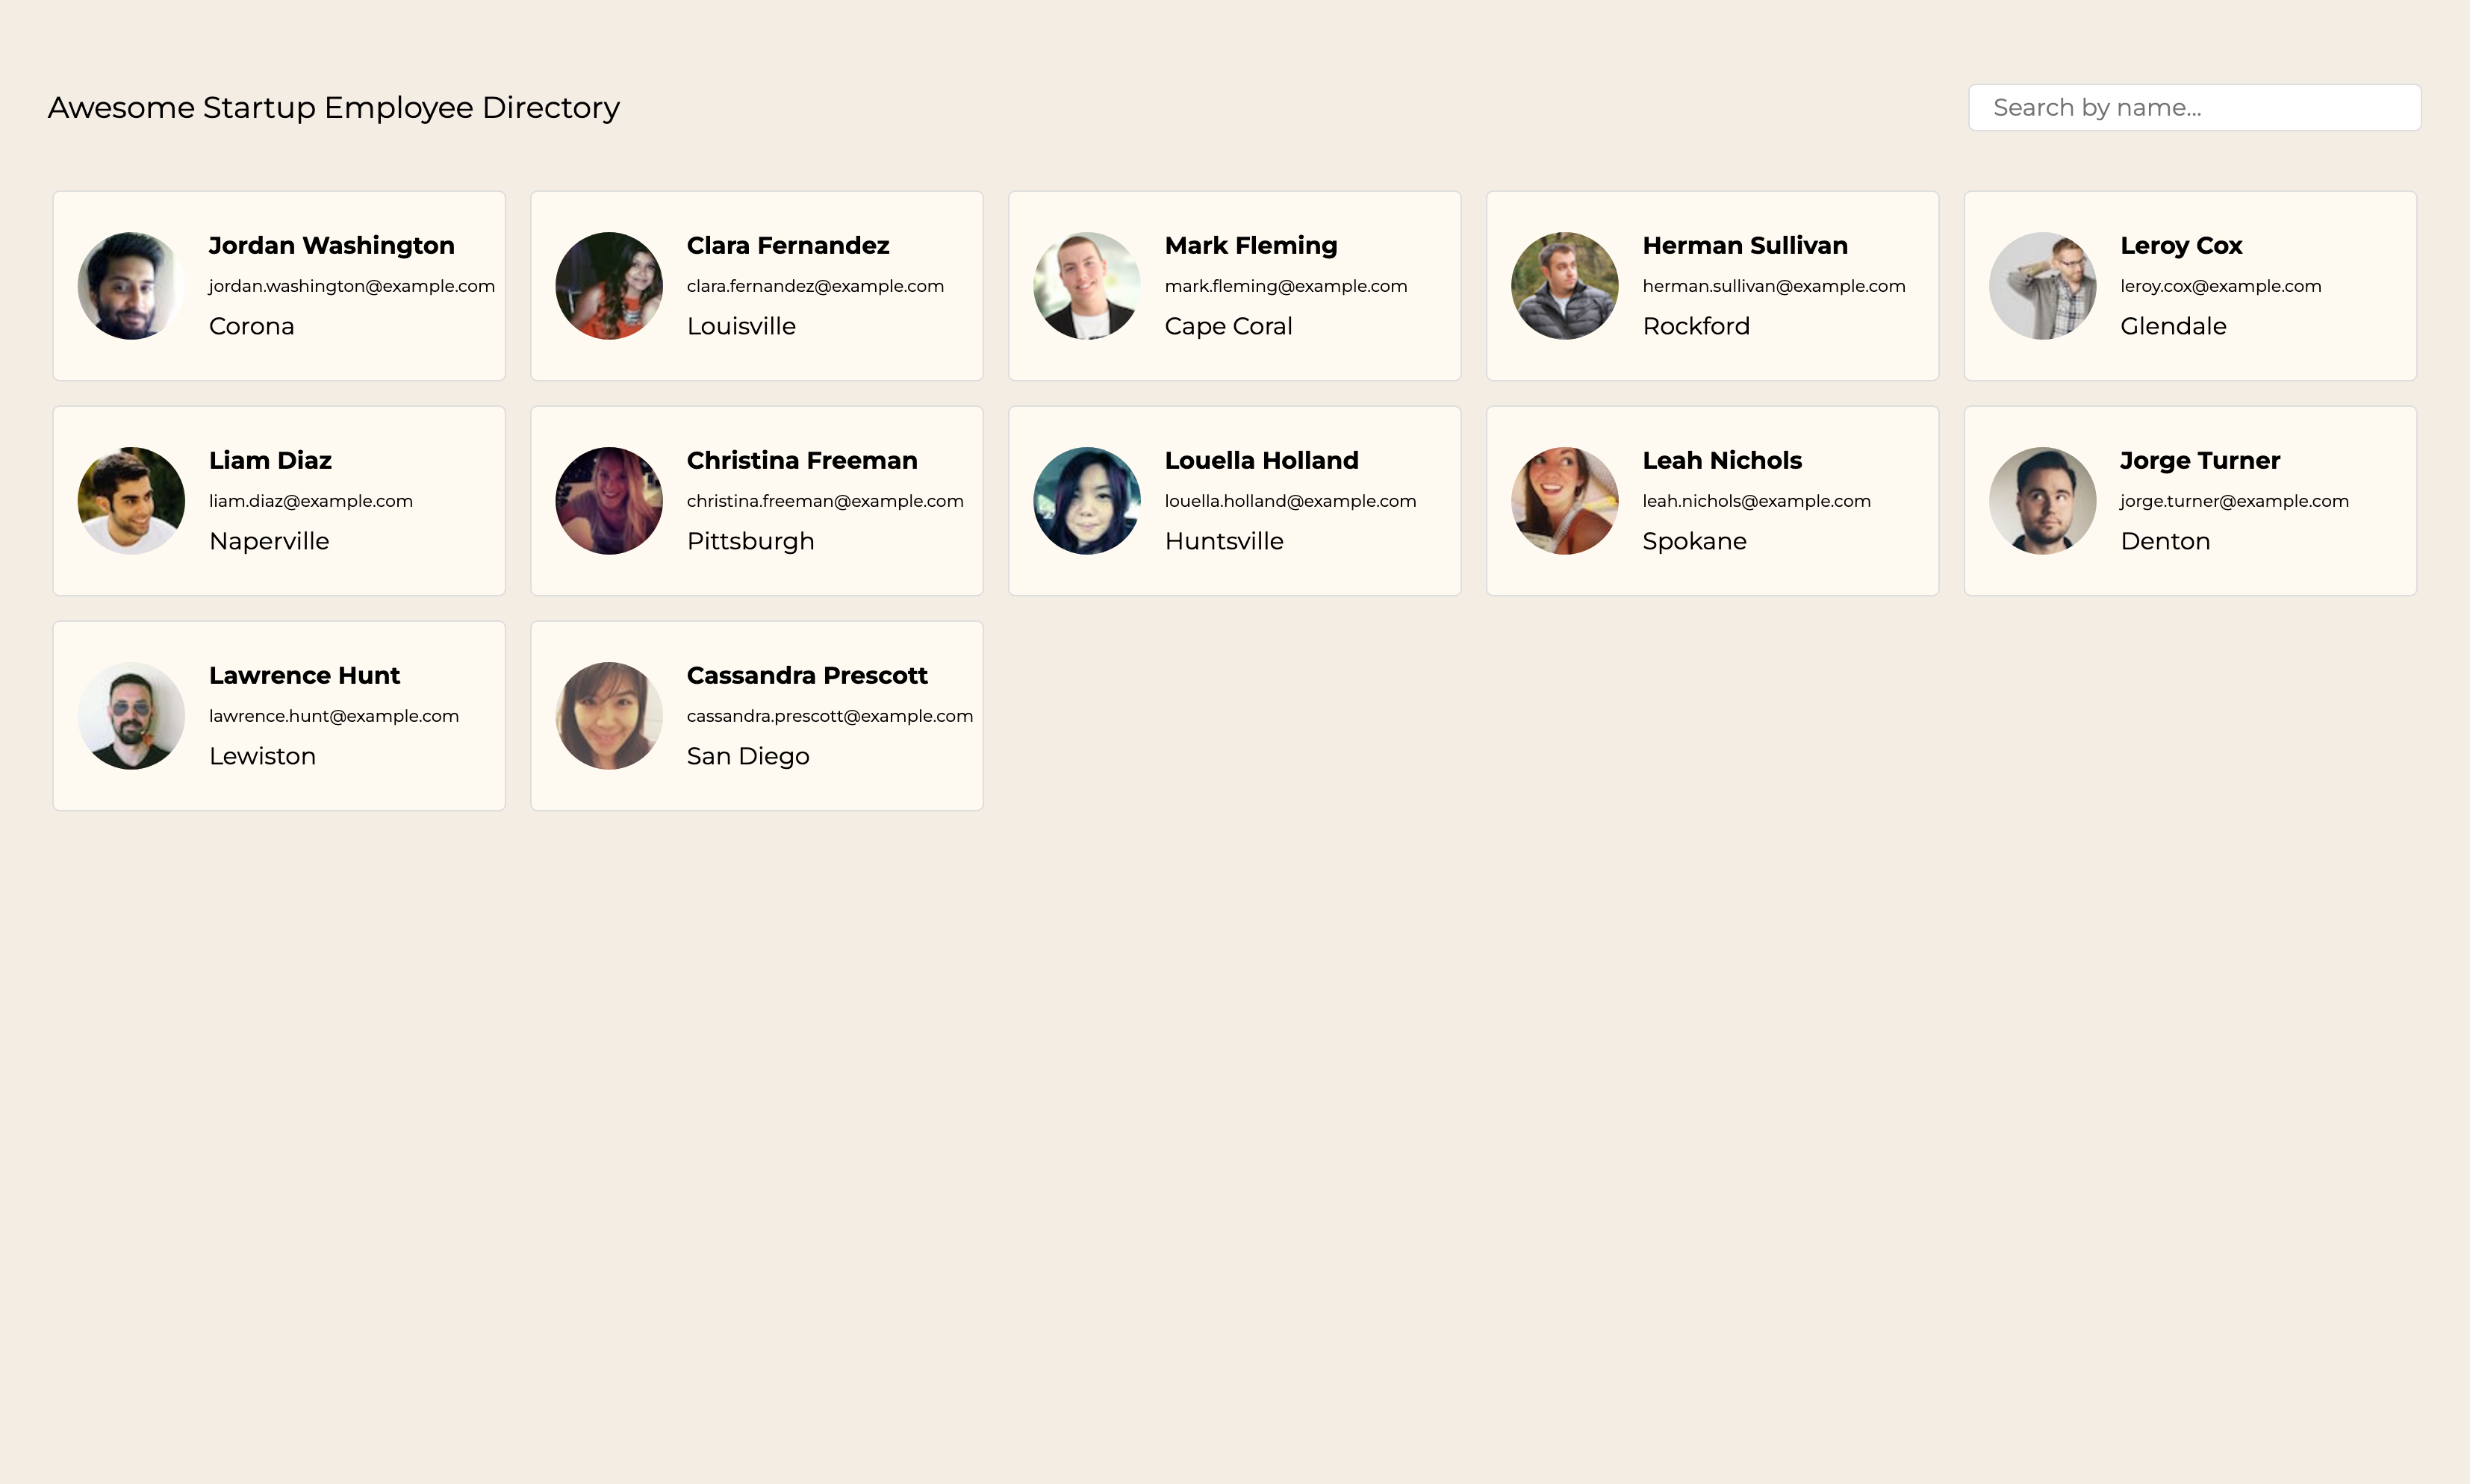 Awesome Startup Employee Directory
Search by name...
Jordan Washington
jordan.washington@example.com
Corona
Clara Fernandez
clara.fernandez@example.com
Louisville
Mark Fleming
mark.fleming@example.com
Cape Coral
Herman Sullivan
herman.sullivan@example.com
Rockford
Leroy Cox
leroy.cox@example.com
Glendale
Liam Diaz
liam.diaz@example.com
Naperville
Christina Freeman
christina.freeman@example.com
Pittsburgh
Louella Holland
louella.holland@example.com
Huntsville
Leah Nichols
leah.nichols@example.com
Spokane
Jorge Turner
jorge.turner@example.com
Denton
Lawrence Hunt
lawrence.hunt@example.com
Lewiston
Cassandra Prescott
cassandra.prescott@example.com
San Diego